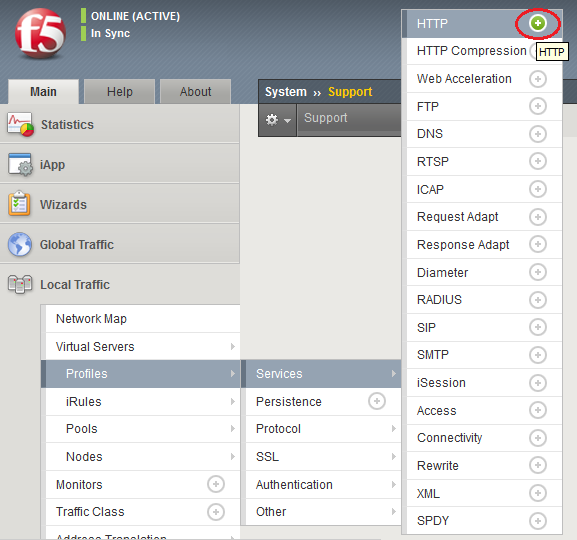 f5
ONLINE (ACTIVE)
In Sync
Main
Help
About
System ›› Support
Support
Statistics
iApp
Wizards
Global Traffic
Local Traffic
Network Map
Virtual Servers
Profiles
iRules
Pools
Nodes
Monitors
Traffic Class
Address Translation
Services
Persistence
Protocol
SSL
Authentication
Other
HTTP
HTTP
HTTP Compression
Web Acceleration
FTP
DNS
RTSP
ICAP
Request Adapt
Response Adapt
Diameter
RADIUS
SIP
SMTP
iSession
Access
Connectivity
Rewrite
XML
SPDY